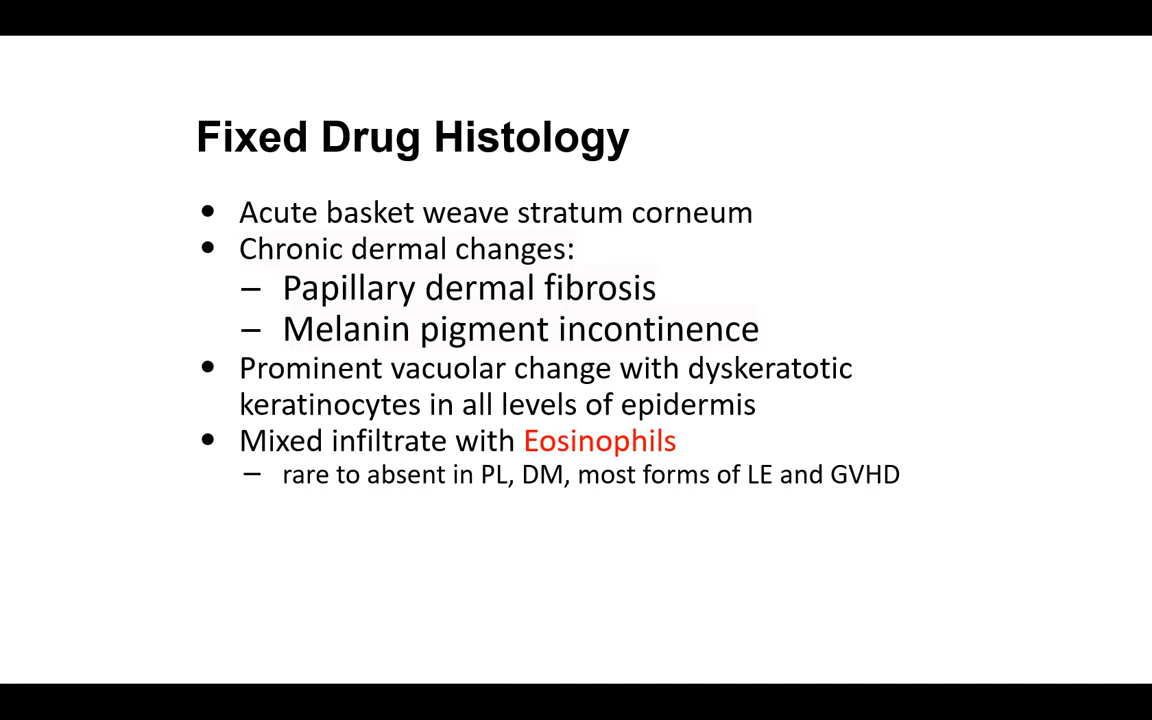 Fixed Drug Histology
• Acute basket weave stratum corneum
• Chronic dermal changes:
– Papillary dermal fibrosis
– Melanin pigment incontinence
• Prominent vacuolar change with dyskeratotic
keratinocytes in all levels of epidermis
• Mixed infiltrate with Eosinophils
– rare to absent in PL, DM, most forms of LE and GVHD